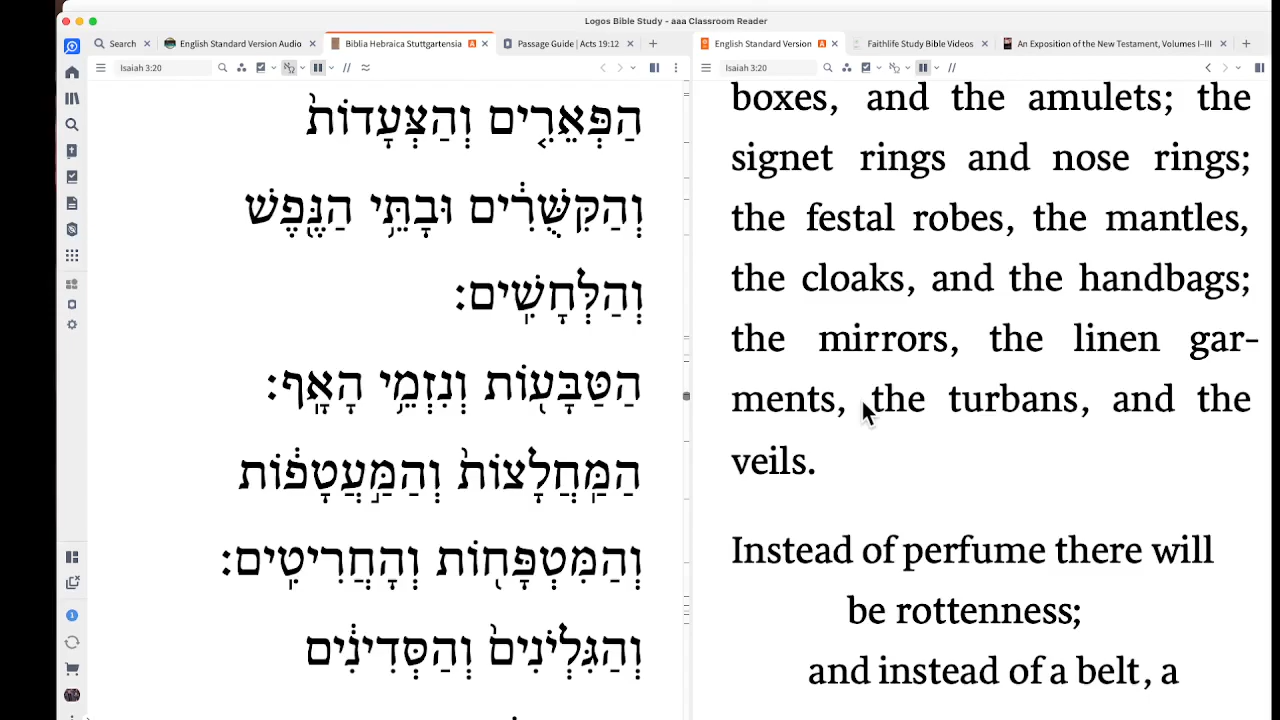 Logos Bible Study - aaa Classroom Reader
Search
English Standard Version Audio
Biblia Hebraica Stuttgartensia A
Passage Guide | Acts 19:12
English Standard Version A
Faithlife Study Bible Videos
An Exposition of the New Testament, Volumes I–III
Isaiah 3:20
Isaiah 3:20
הַפְּאֵרִ֤ים וְהַצְּעָדוֹת֙
וְהַקִּשֻּׁרִ֔ים וּבָתֵּ֥י הַנֶּ֖פֶשׁ
וְהַלְּחָשִֽׁים׃
הַטַּבָּע֖וֹת וְנִזְמֵ֥י הָאָֽף׃
הַמַּֽחֲלָצוֹת֙ וְהַמַּ֣עֲטָפ֔וֹת
וְהַמִּטְפָּח֖וֹת וְהָחֲרִיטִֽים׃
וְהַגִּלְיֹנִים֙ וְהַסְּדִינִ֔ים
boxes, and the amulets; the
signet rings and nose rings;
the festal robes, the mantles,
the cloaks, and the handbags;
the mirrors, the linen gar-
ments, the turbans, and the
veils.
Instead of perfume there will
be rottenness;
and instead of a belt, a